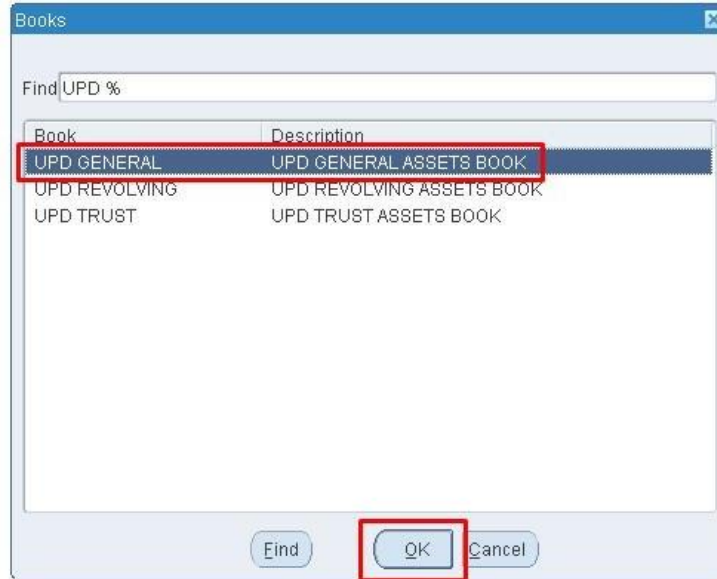 Books
Find UPD %
Book Description
UPD GENERAL UPD GENERAL ASSETS BOOK
UPD REVOLVING UPD REVOLVING ASSETS BOOK
UPD TRUST UPD TRUST ASSETS BOOK
Find OK Cancel